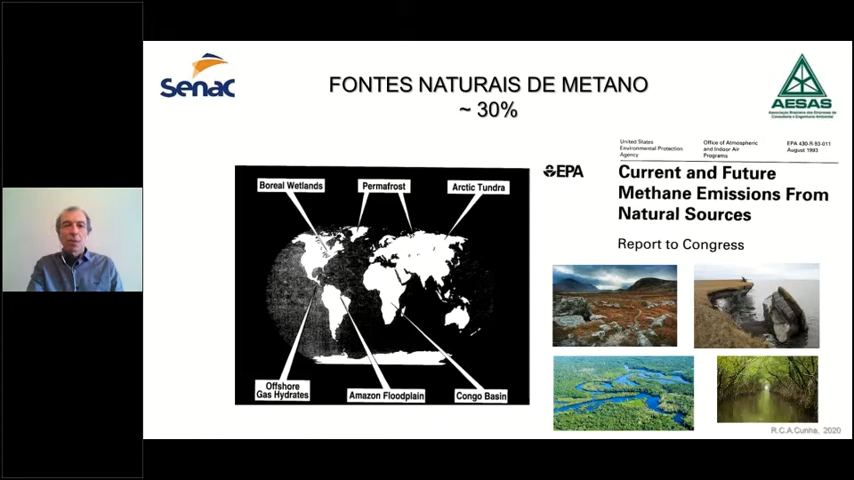 senac
FONTES NATURAIS DE METANO
~ 30%
AESAS
Associação Brasileira das Empresas de
Consultoria e Engenharia Ambiental
United States
Environmental Protection
Agency
Office of Atmospheric
and Indoor Air
Programs
EPA 430-R-93-011
August 1993
EPA
Current and Future
Methane Emissions From
Natural Sources
Report to Congress
Boreal Wetlands
Permafrost
Arctic Tundra
Offshore
Gas Hydrates
Amazon Floodplain
Congo Basin
R.C.A.Cunha, 2020